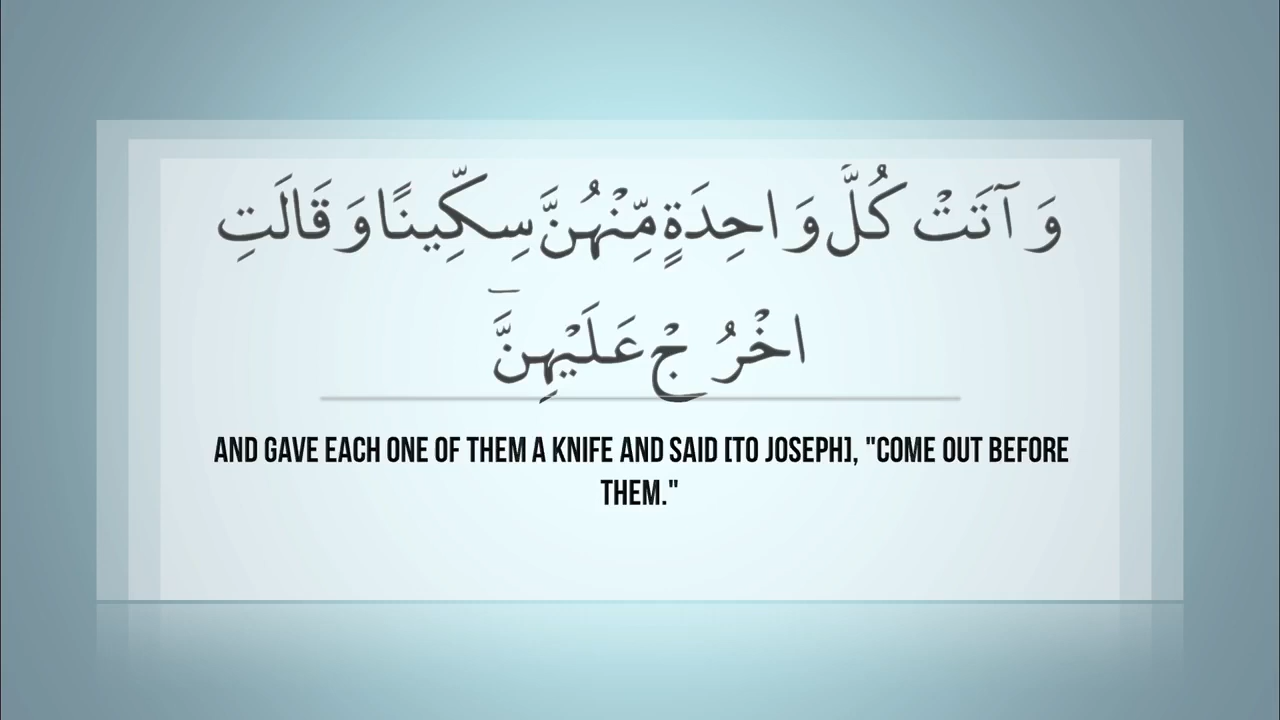 وَآتَتْ كُلَّ وَاحِدَةٍ مِّنْهُنَّ سِكِّينًا وَقَالَتِ
اخْرُجْ عَلَيْهِنَّ ۖ
AND GAVE EACH ONE OF THEM A KNIFE AND SAID [TO JOSEPH], "COME OUT BEFORE
THEM."